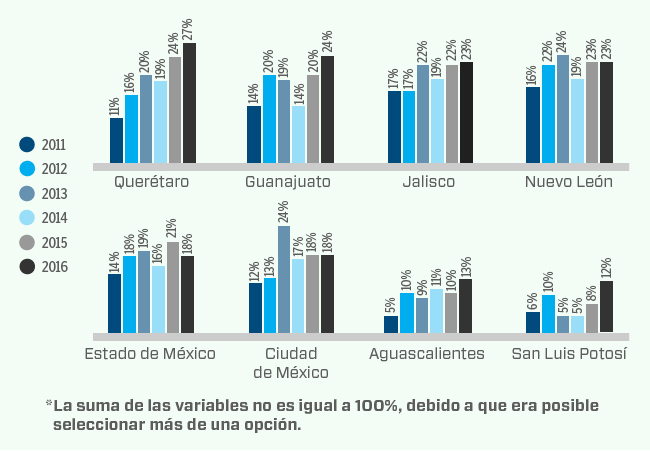 11% 16% 20% 19% 24% 27%
14% 20% 19% 14% 20% 24%
17% 17% 22% 19% 22% 23%
16% 22% 24% 19% 23% 23%
Querétaro
Guanajuato
Jalisco
Nuevo León
2011
2012
2013
2014
2015
2016
14% 18% 19% 16% 21% 18%
12% 13% 24% 17% 18% 18%
5% 10% 9% 11% 10% 13%
6% 10% 5% 5% 8% 12%
Estado de México
Ciudad
de México
Aguascalientes
San Luis Potosí
*La suma de las variables no es igual a 100%, debido a que era posible
seleccionar más de una opción.